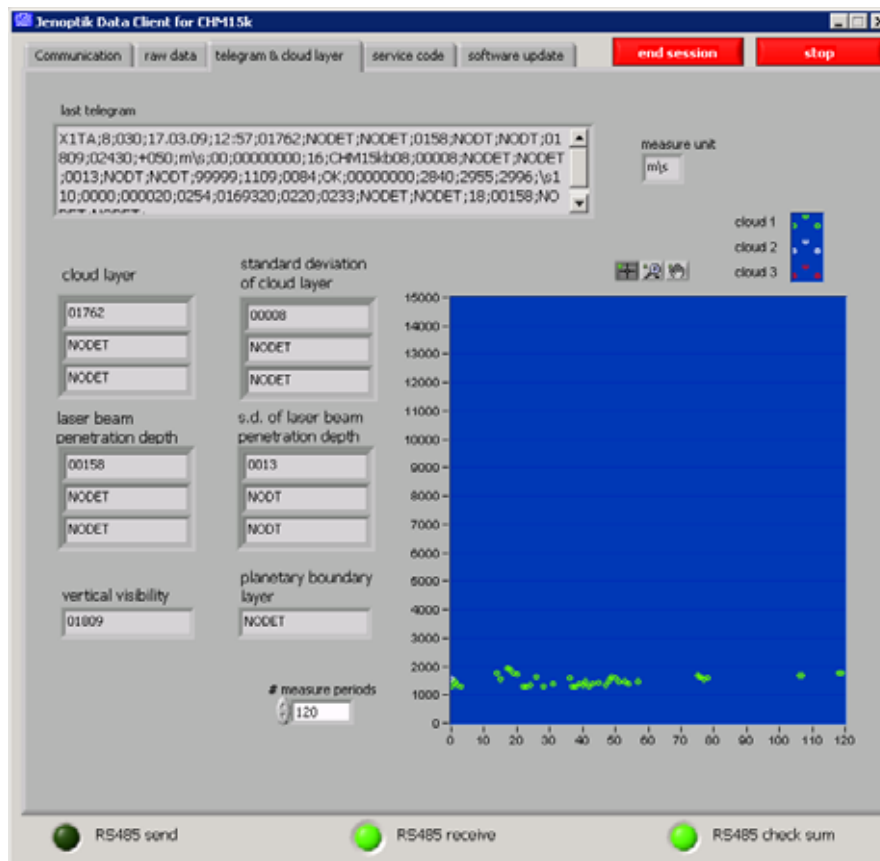 Jenoptik Data Client for CHM15k
Communication
raw data
telegram & cloud layer
service code
software update
end session
stop
last telegram
X1TA;8;030;17.03.09;12:57;01762;NODET;NODET;0158;NODT;NODT;01
809;02430;+050;m\s;00;00000000;16;CHM15kb08;00008;NODET;NODET
;0013;NODT;NODT;99999;1109;0084;OK;00000000;2840;2955;2996;\s1
10;0000;000020;0254;0169320;0220;0233;NODET;NODET;18;00158;NO
DET;NODET;
measure unit
m\s
cloud 1
cloud 2
cloud 3
cloud layer
01762
NODET
NODET
standard deviation
of cloud layer
00008
NODET
NODET
laser beam
penetration depth
00158
NODET
NODET
s.d. of laser beam
penetration depth
0013
NODT
NODT
vertical visibility
01809
planetary boundary
layer
NODET
# measure periods
120
15000
14000
13000
12000
11000
10000
9000
8000
7000
6000
5000
4000
3000
2000
1000
0
0 10 20 30 40 50 60 70 80 90 100 110 120
RS485 send
RS485 receive
RS485 check sum